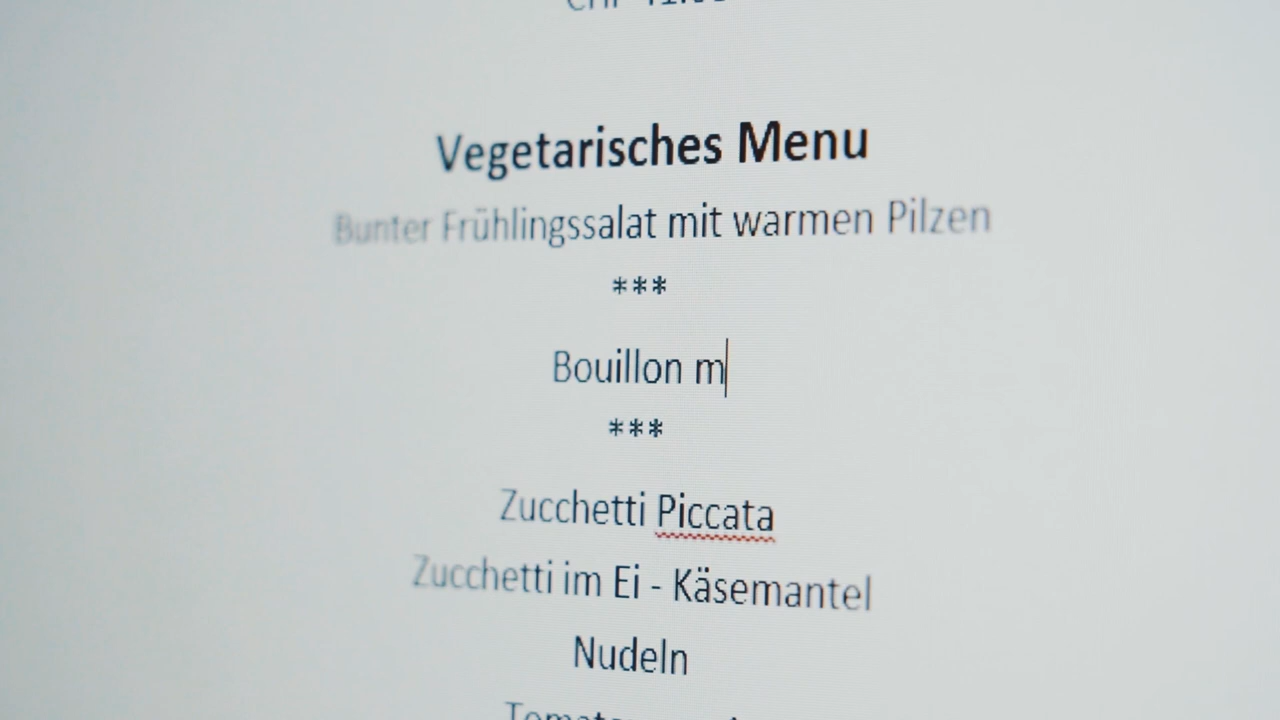 Vegetarisches Menu
Bunter Frühlingssalat mit warmen Pilzen
***
Bouillon m
***
Zucchetti Piccata
Zucchetti im Ei - Käsemantel
Nudeln